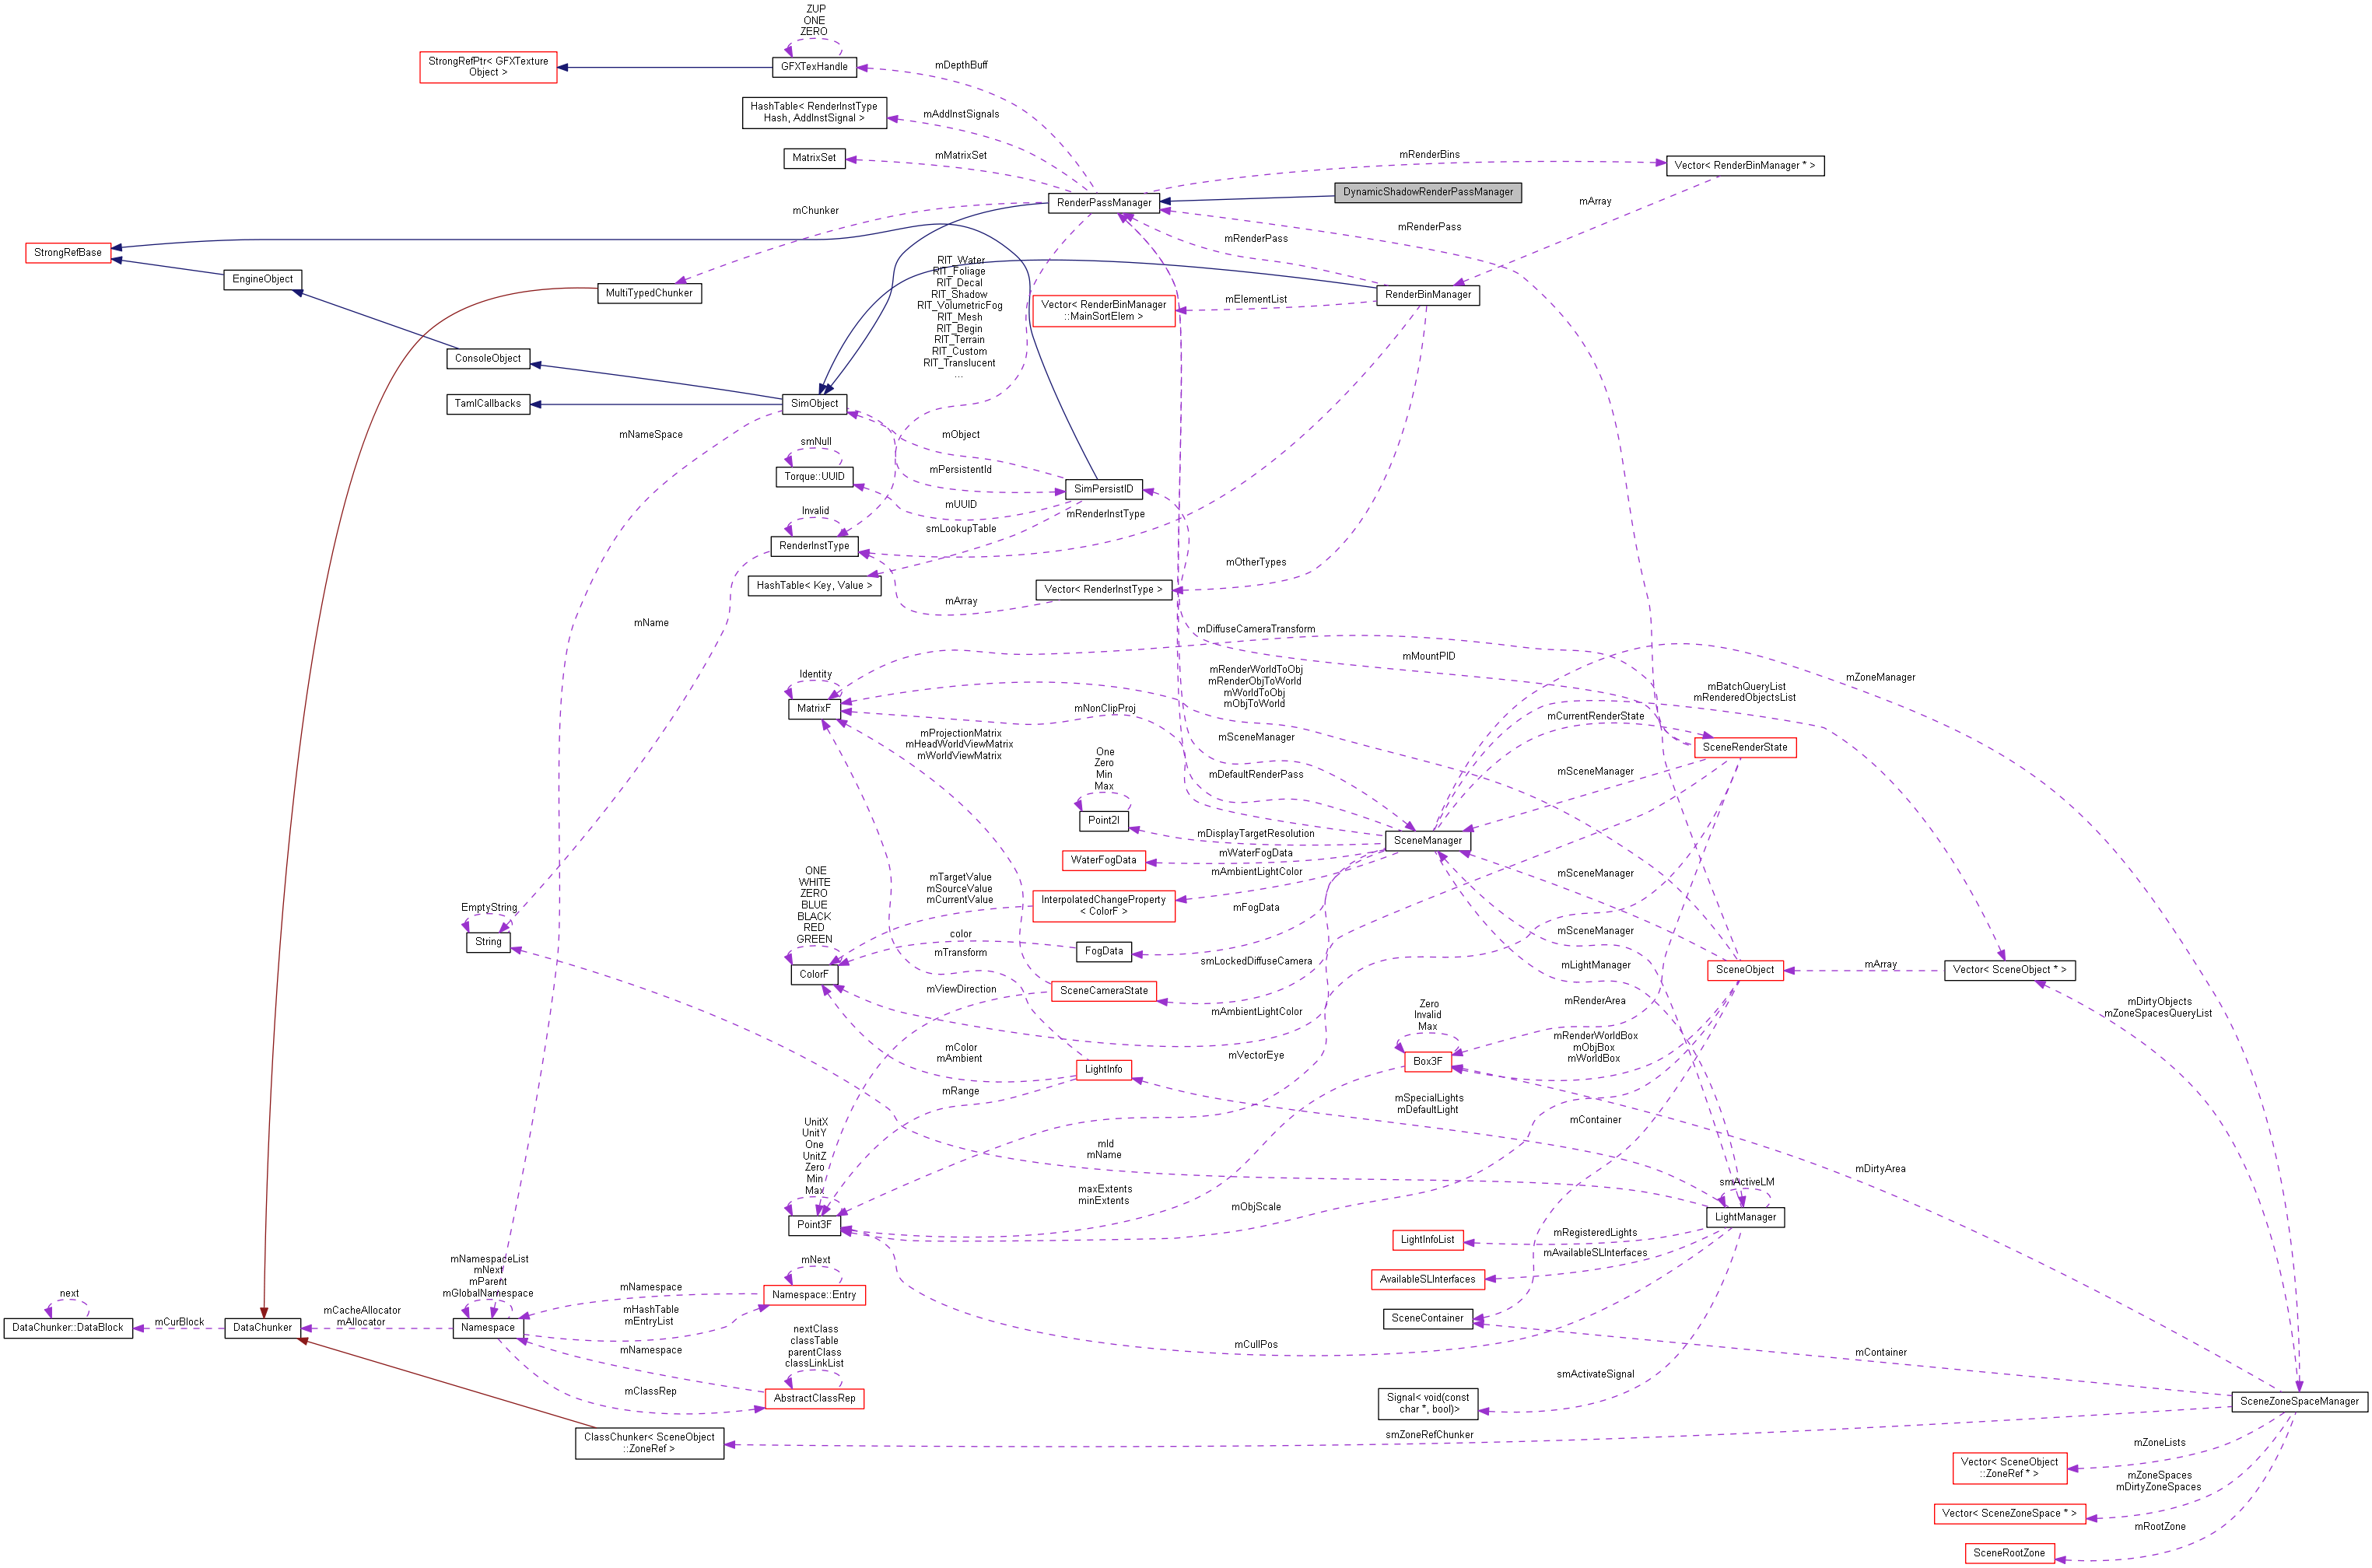 ZUP
ONE
ZERO
StrongRefPtr< GFXTexture
Object >
GFXTexHandle
mDepthBuff
HashTable< RenderInstType
Hash, AddInstSignal >
mAddInstSignals
MatrixSet
mMatrixSet
mRenderBins
Vector< RenderBinManager * >
DynamicShadowRenderPassManager
RenderPassManager
mChunker
mArray
mRenderPass
mRenderPass
StrongRefBase
EngineObject
MultiTypedChunker
RIT_Water
RIT_Foliage
RIT_Decal
RIT_Shadow
RIT_VolumetricFog
RIT_Mesh
RIT_Begin
RIT_Terrain
RIT_Custom
RIT_Translucent
...
Vector< RenderBinManager
::MainSortElem >
mElementList
RenderBinManager
ConsoleObject
TamlCallbacks
SimObject
mNameSpace
smNull
mObject
Torque::UUID
mPersistentId
SimPersistID
mUUID
Invalid
smLookupTable
mRenderInstType
RenderInstType
HashTable< Key, Value >
mOtherTypes
Vector< RenderInstType >
mArray
mName
mDiffuseCameraTransform
mMountPID
Identity
MatrixF
mRenderWorldToObj
mRenderObjToWorld
mWorldToObj
mObjToWorld
mNonClipProj
mZoneManager
mBatchQueryList
mRenderedObjectsList
mCurrentRenderState
mProjectionMatrix
mHeadWorldViewMatrix
mWorldViewMatrix
mSceneManager
SceneRenderState
One
Zero
Min
Max
Point2I
mDefaultRenderPass
mSceneManager
mDisplayTargetResolution
SceneManager
WaterFogData
mWaterFogData
mAmbientLightColor
ONE
WHITE
ZERO
BLUE
BLACK
RED
GREEN
mTargetValue
mSourceValue
mCurrentValue
InterpolatedChangeProperty
< ColorF >
mSceneManager
EmptyString
String
mFogData
color
FogData
mSceneManager
mTransform
ColorF
smLockedDiffuseCamera
mLightManager
SceneObject
mArray
Vector< SceneObject * >
mViewDirection
SceneCameraState
mAmbientLightColor
Zero
Invalid
Max
mRenderArea
mDirtyObjects
mZoneSpacesQueryList
mColor
mAmbient
LightInfo
mVectorEye
Box3F
mRenderWorldBox
mObjBox
mWorldBox
mRange
mSpecialLights
mDefaultLight
mContainer
UnitX
UnitY
One
UnitZ
Zero
Min
Max
mId
mName
mDirtyArea
maxExtents
minExtents
smActiveLM
Point3F
mObjScale
LightManager
LightInfoList
mRegisteredLights
mAvailableSLInterfaces
AvailableSLInterfaces
mNamespaceList
mNext
mParent
mGlobalNamespace
mNext
next
mNamespace
Namespace::Entry
DataChunker::DataBlock
mCurBlock
DataChunker
mCacheAllocator
mAllocator
Namespace
mHashTable
mEntryList
SceneContainer
mNamespace
nextClass
classTable
parentClass
classLinkList
mCullPos
mContainer
mClassRep
AbstractClassRep
smActivateSignal
Signal< void(const
char *, bool)>
SceneZoneSpaceManager
ClassChunker< SceneObject
::ZoneRef >
smZoneRefChunker
mZoneLists
Vector< SceneObject
::ZoneRef * >
mZoneSpaces
mDirtyZoneSpaces
Vector< SceneZoneSpace * >
mRootZone
SceneRootZone